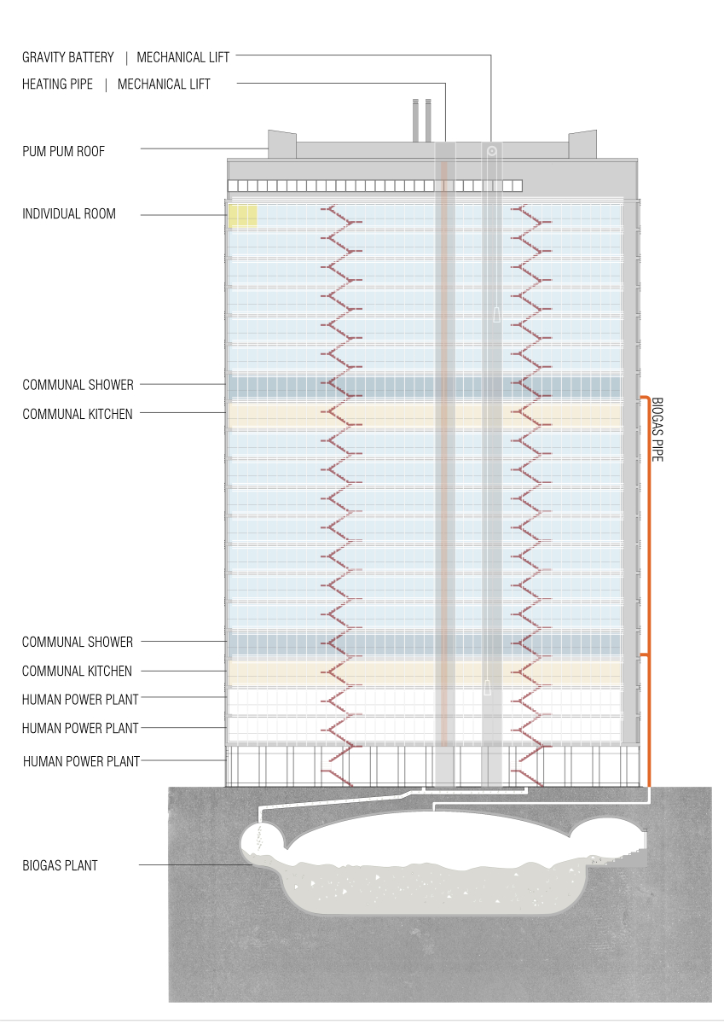 GRAVITY BATTERY | MECHANICAL LIFT
HEATING PIPE | MECHANICAL LIFT
PUM PUM ROOF
INDIVIDUAL ROOM
COMMUNAL SHOWER
COMMUNAL KITCHEN
BIOGAS PIPE
COMMUNAL SHOWER
COMMUNAL KITCHEN
HUMAN POWER PLANT
HUMAN POWER PLANT
HUMAN POWER PLANT
BIOGAS PLANT